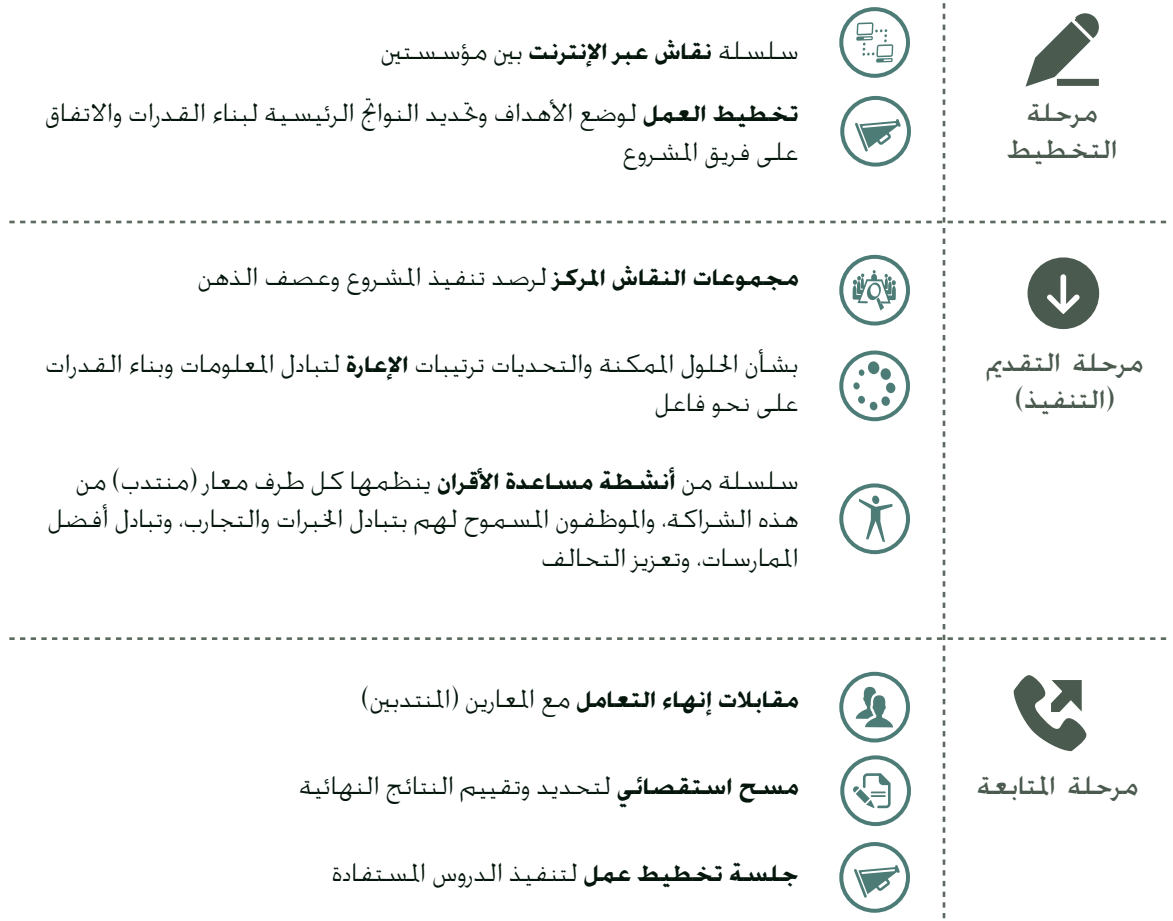 مرحلة
التخطيط
سلسلة نقاش عبر الإنترنت بين مؤسستين
تخطيط العمل لوضع الأهداف وتحديد النواتج الرئيسية لبناء القدرات والاتفاق
على فريق المشروع
مرحلة التقديم
(التنفيذ)
مجموعات النقاش المركز لرصد تنفيذ المشروع وعصف الذهن
بشأن الحلول الممكنة والتحديات ترتيبات الإعارة لتبادل المعلومات وبناء القدرات
على نحو فاعل
سلسلة من أنشطة مساعدة الأقران ينظمها كل طرف معار (منتدب) من
هذه الشراكة، والموظفون المسموح لهم بتبادل الخبرات والتجارب، وتبادل أفضل
الممارسات، وتعزيز التحالف
مرحلة المتابعة
مقابلات إنهاء التعامل مع المعارين (المنتدبين)
مسح استقصائي لتحديد وتقييم النتائج النهائية
جلسة تخطيط عمل لتنفيذ الدروس المستفادة